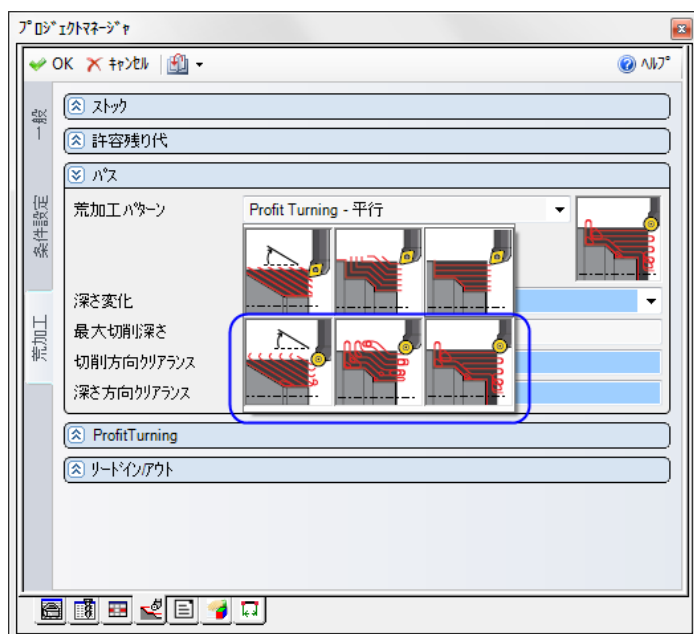 ﾌﾟﾛｼﾞｪｸﾄﾏﾈｰｼﾞｬ
OK ｷｬﾝｾﾙ ﾍﾙﾌﾟ
一般
条件設定
荒加工
ｽﾄｯｸ
許容残り代
ﾊﾟｽ
荒加工ﾊﾟﾀｰﾝ Profit Turning - 平行
深さ変化
最大切削深さ
切削方向ｸﾘｱﾗﾝｽ
深さ方向ｸﾘｱﾗﾝｽ
ProfitTurning
ﾘｰﾄﾞｲﾝ/ｱｳﾄ